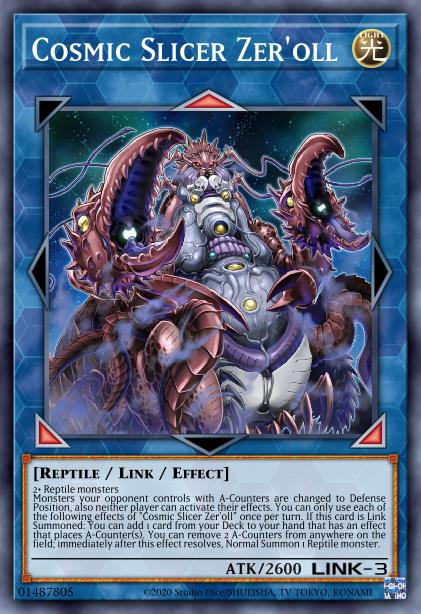 Cosmic Slicer Zer'oll
LIGHT
光
[Reptile / Link / Effect]
2+ Reptile monsters
Monsters your opponent controls with A-Counters are changed to Defense
Position, also neither player can activate their effects. You can only use each
of the following effects of "Cosmic Slicer Zer'oll" once per turn. If this card is Link
Summoned: You can add 1 card from your Deck to your hand that has an effect
that places A-Counter(s). You can remove 2 A-Counters from anywhere on the
field; immediately after this effect resolves, Normal Summon 1 Reptile monster.
ATK/2600 LINK-3
01487805 ©2020 Studio Dice/SHUEISHA, TV TOKYO, KONAMI